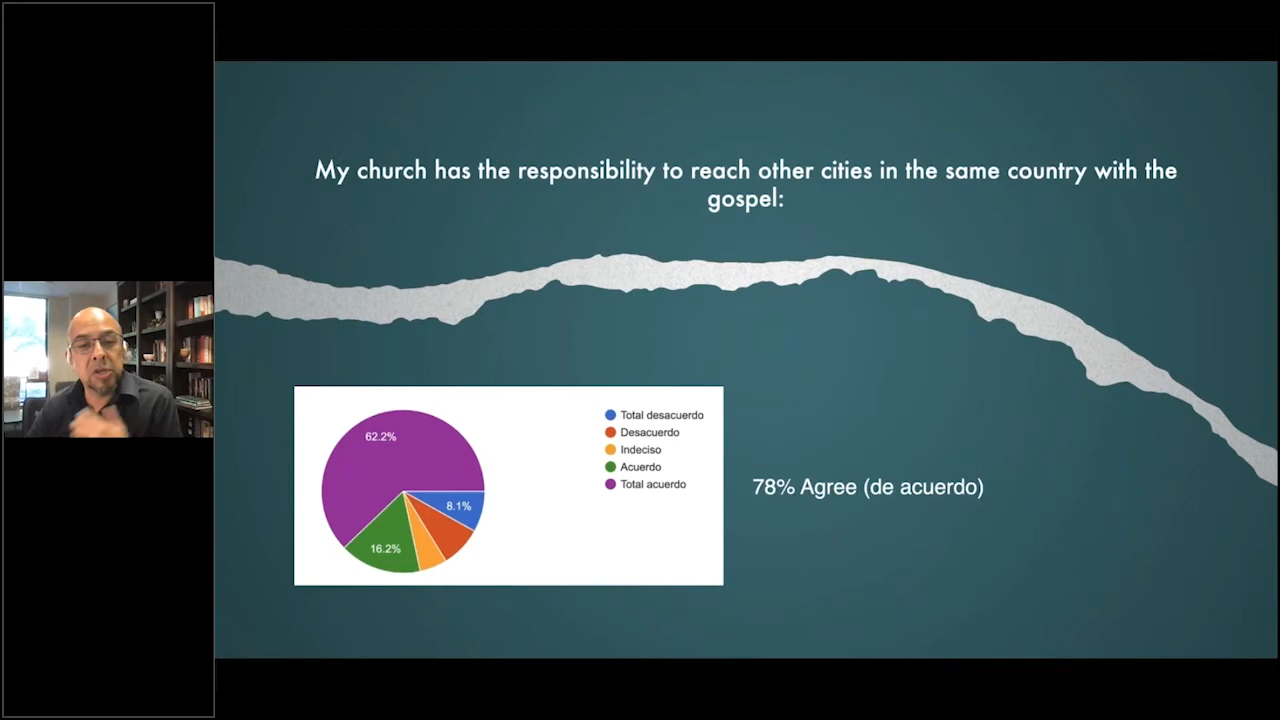 My church has the responsibility to reach other cities in the same country with the
gospel:
62.2%
8.1%
16.2%
Total desacuerdo
Desacuerdo
Indeciso
Acuerdo
Total acuerdo
78% Agree (de acuerdo)